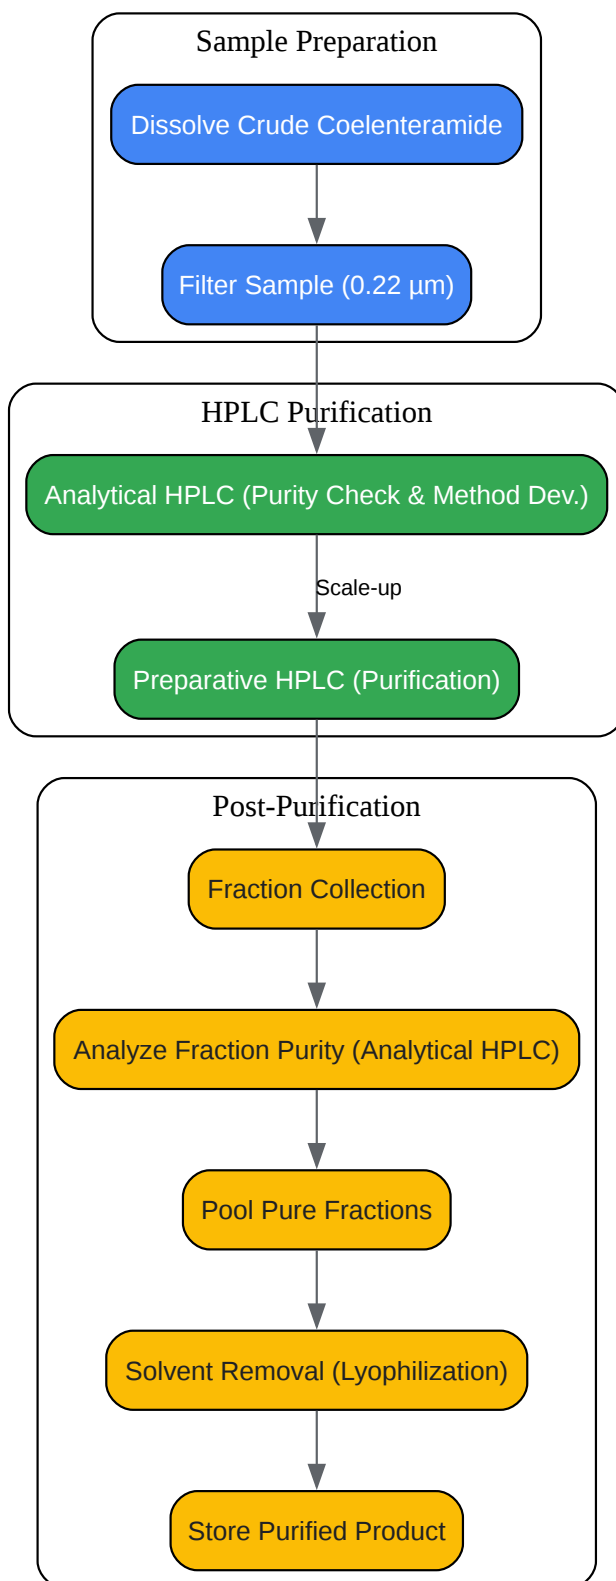 Sample Preparation
Dissolve Crude Coelenteramide
Filter Sample (0.22 µm)
HPLC Purification
Analytical HPLC (Purity Check & Method Dev.)
Scale-up
Preparative HPLC (Purification)
Post-Purification
Fraction Collection
Analyze Fraction Purity (Analytical HPLC)
Pool Pure Fractions
Solvent Removal (Lyophilization)
Store Purified Product